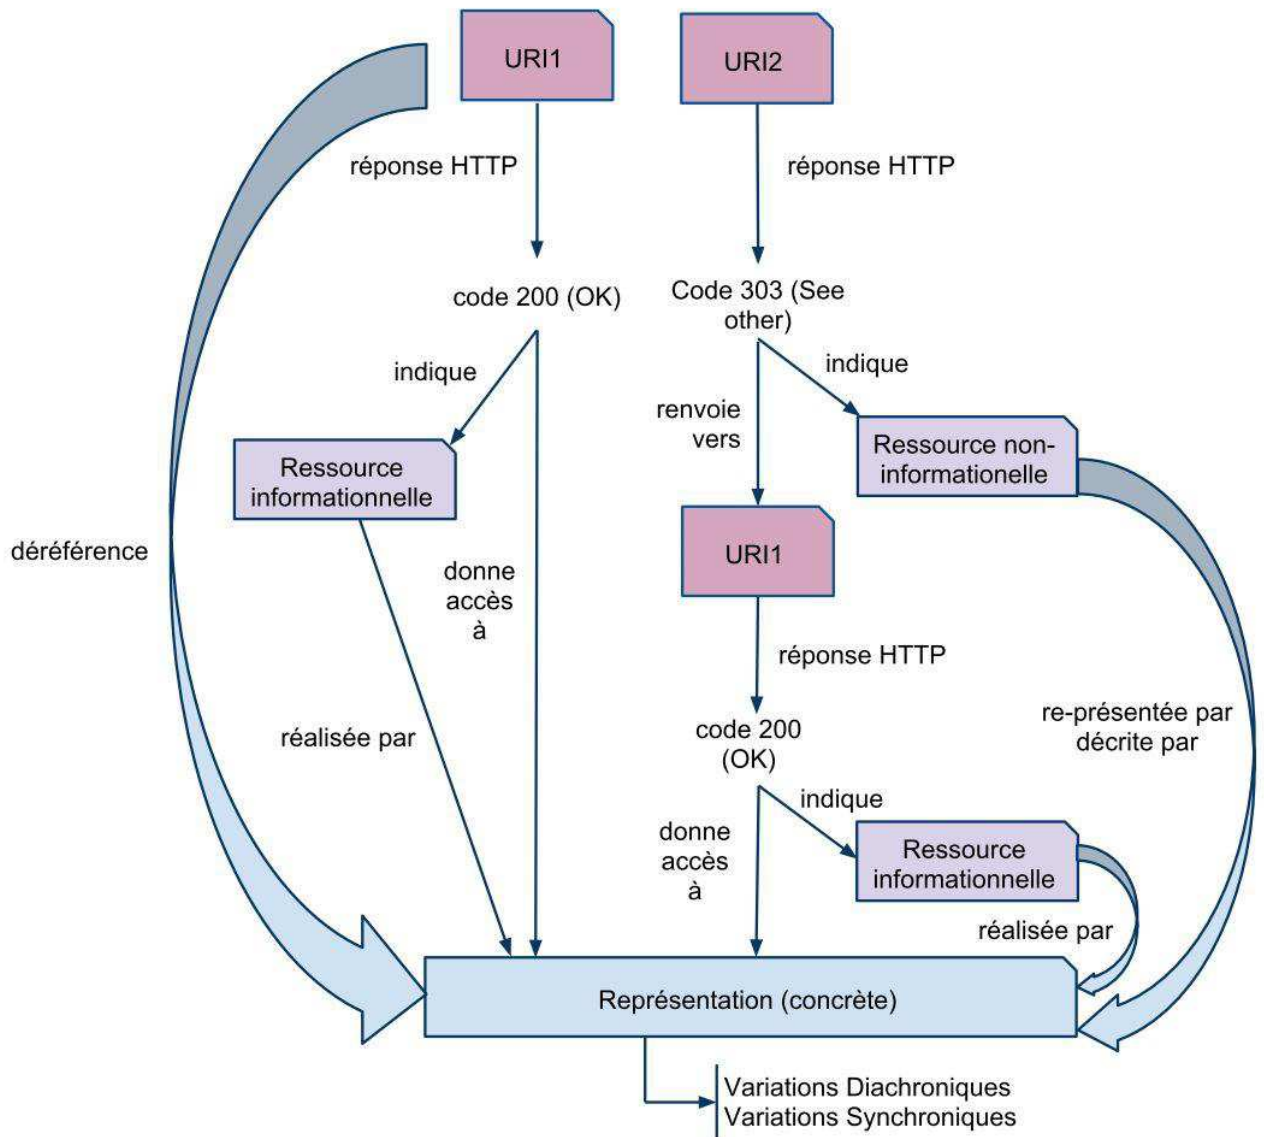 URI1
URI2
réponse HTTP
réponse HTTP
code 200 (OK)
Code 303 (See
other)
indique
indique
renvoie
vers
Ressource
informationnelle
Ressource non-
informationelle
déréférence
donne
accès
à
URI1
réponse HTTP
réalisée par
code 200
(OK)
re-présentée par
décrite par
indique
donne
accès
à
Ressource
informationnelle
réalisée par
Représentation (concrète)
Variations Diachroniques
Variations Synchroniques